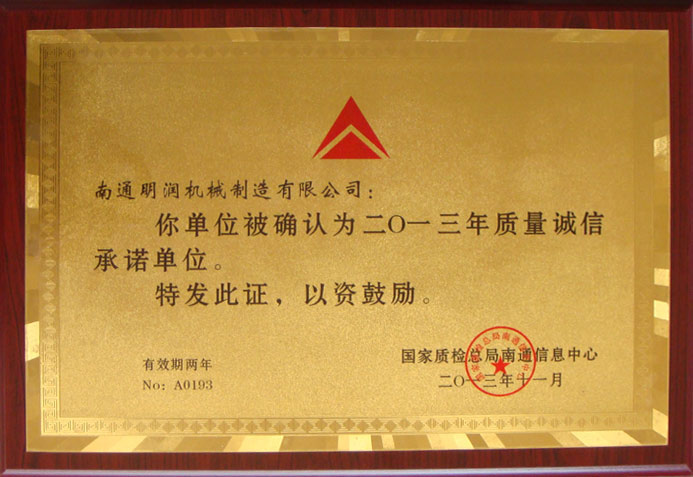 南通明润机械制造有限公司：
你单位被确认为二〇一三年质量诚信
承诺单位。
特发此证，以资鼓励。
有效期两年
No: A0193
国家质检总局南通信息中心
二〇一三年十一月